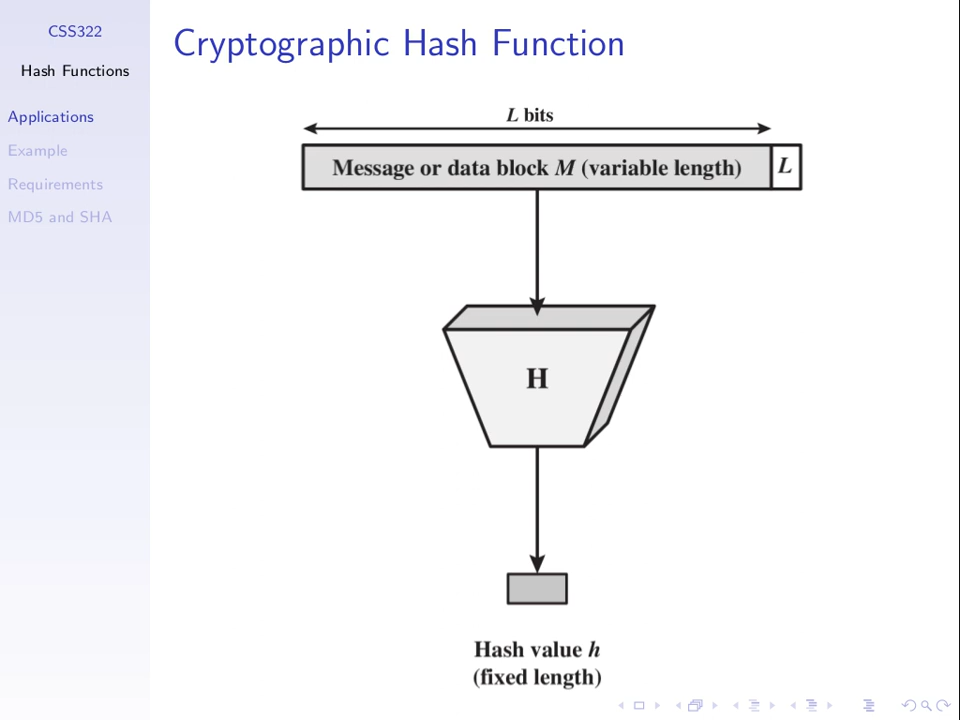 CSS322
Hash Functions
Applications
Example
Requirements
MD5 and SHA
Cryptographic Hash Function
L bits
Message or data block M (variable length)
L
H
Hash value h
(fixed length)